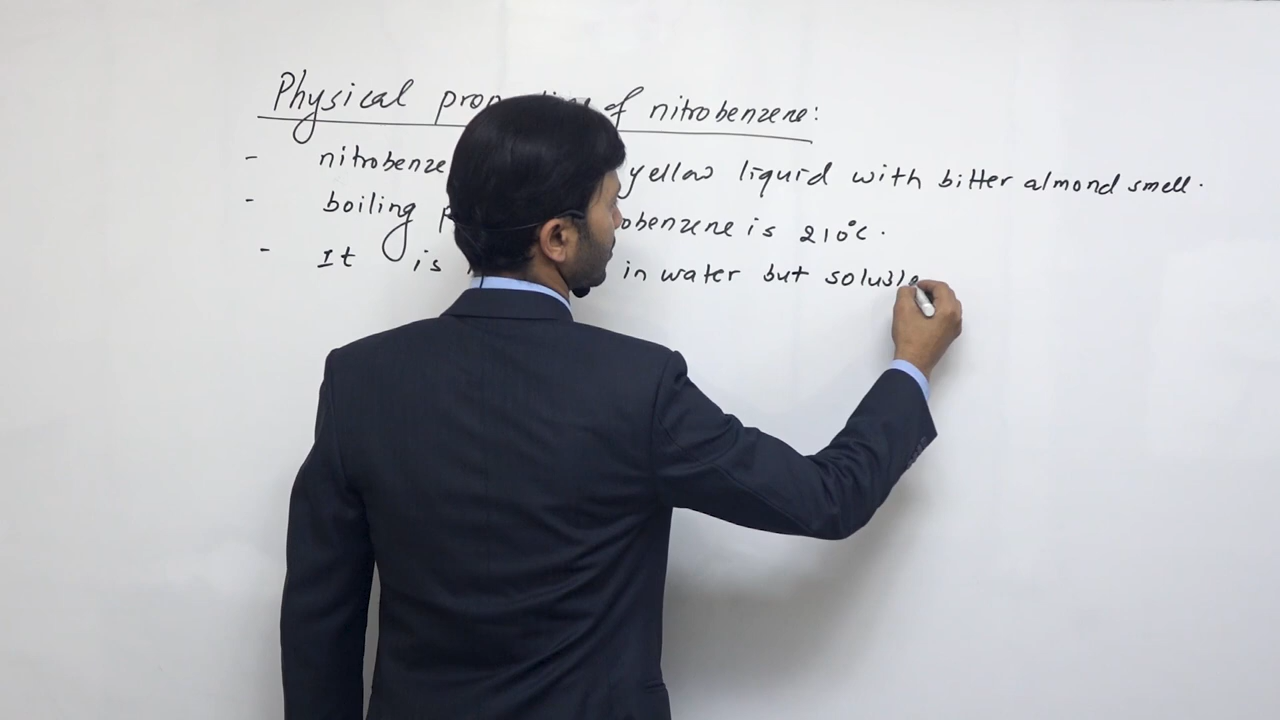 Physical prop of nitrobenzene:
- nitrobenze yellow liquid with bitter almond smell.
- boiling p obenzene is 210°C.
- It is in water but soluble